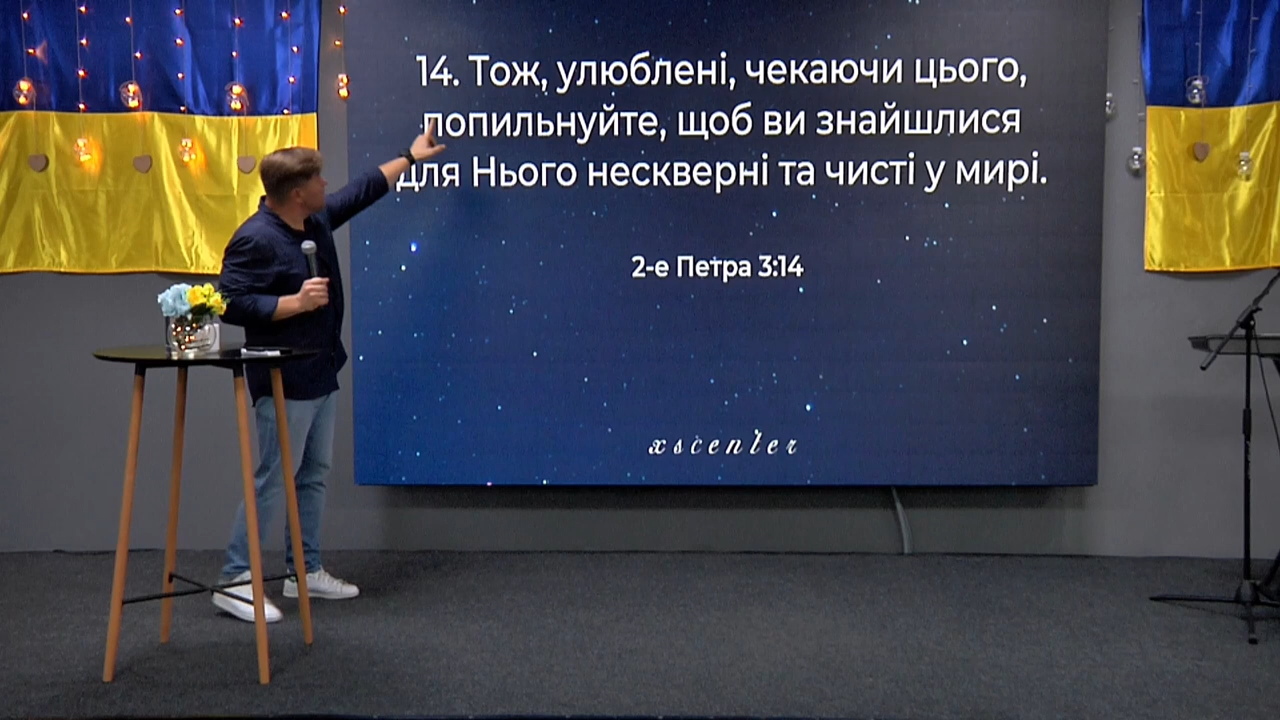 14. Тож, улюблені, чекаючи цього,
попильнуйте, щоб ви знайшлися
для Нього нескверні та чисті у мирі.
2-е Петра 3:14
xscenter